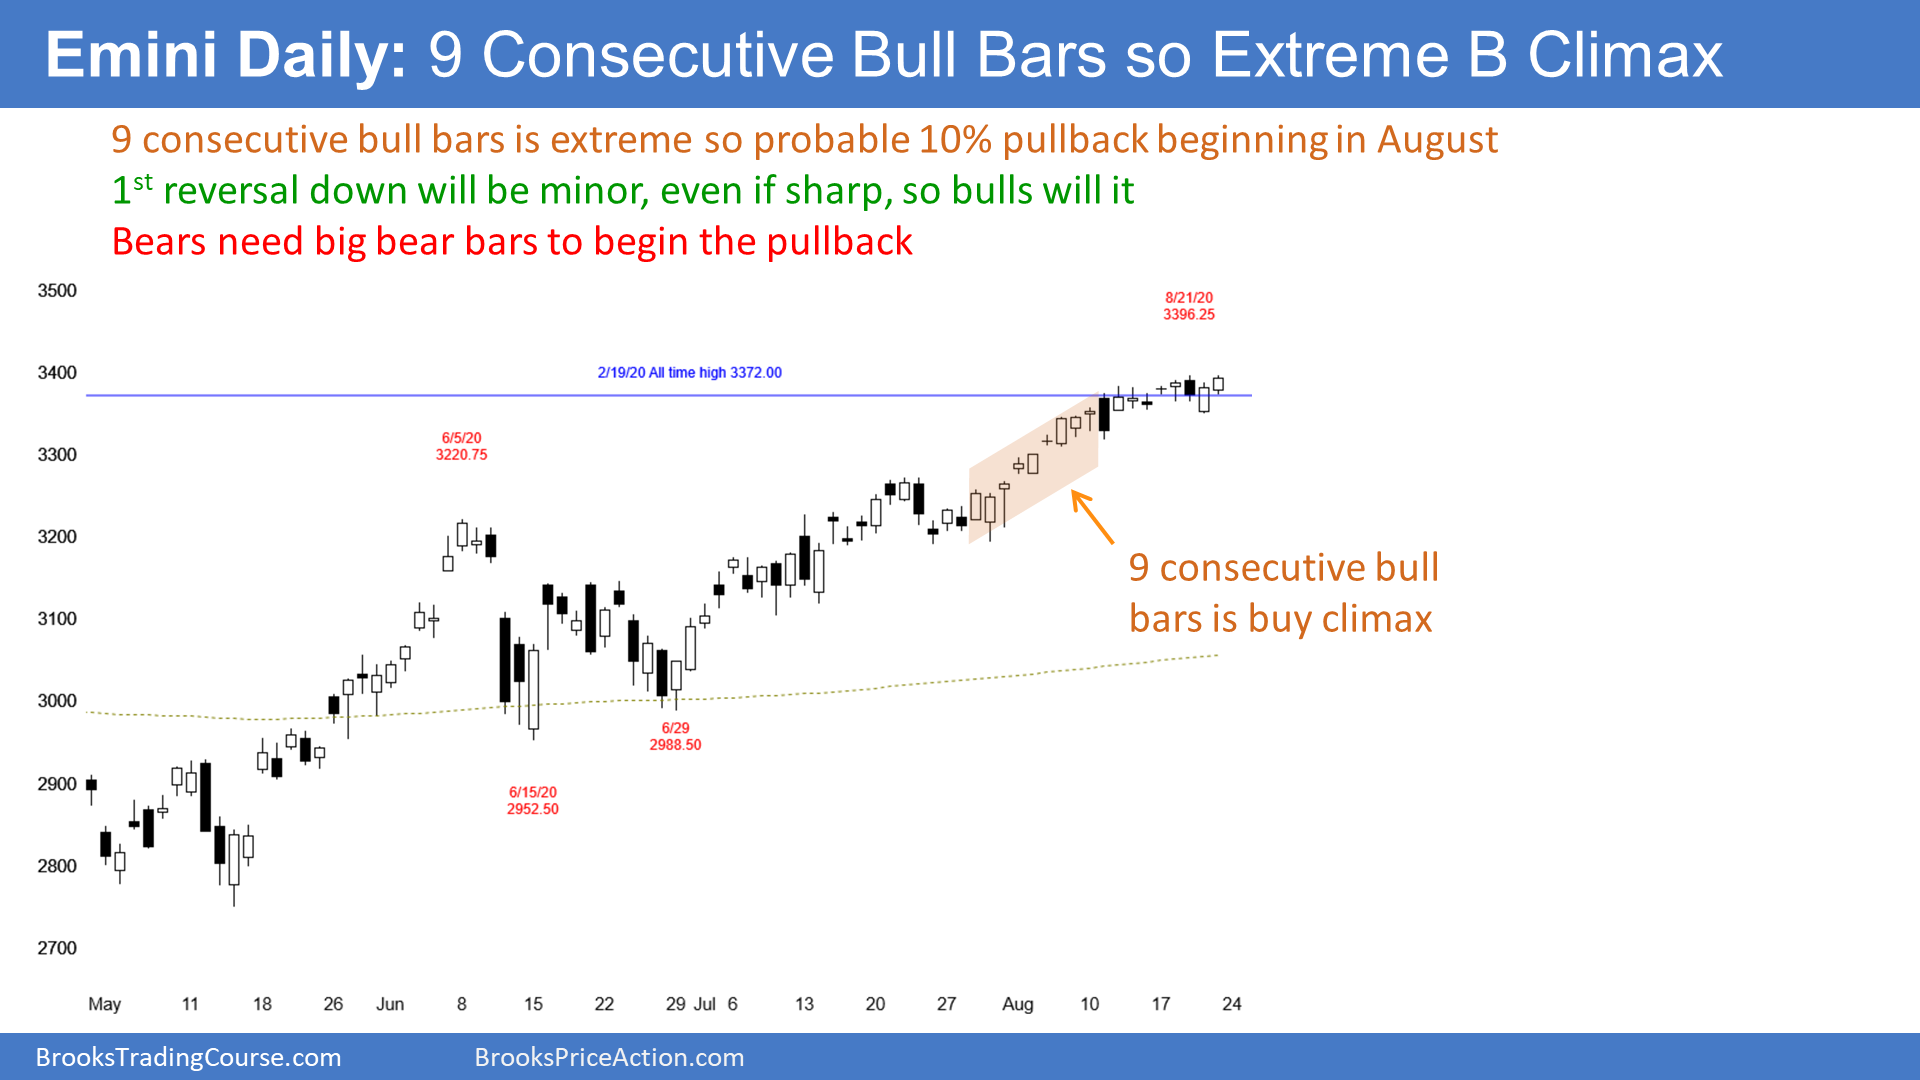 Emini Daily: 9 Consecutive Bull Bars so Extreme B Climax
9 consecutive bull bars is extreme so probable 10% pullback beginning in August
1st reversal down will be minor, even if sharp, so bulls will it
Bears need big bear bars to begin the pullback
3500
8/21/20
3396.25
3400
2/19/20 All time high 3372.00
6/5/20
3220.75
3300
3200
9 consecutive bull
bars is buy climax
3100
3000
6/29
2988.50
2900
6/15/20
2952.50
2800
2700
May 11 18 26 Jun 8 15 22 29 Jul 6 13 20 27 Aug 10 17 24
BrooksTradingCourse.com BrooksPriceAction.com